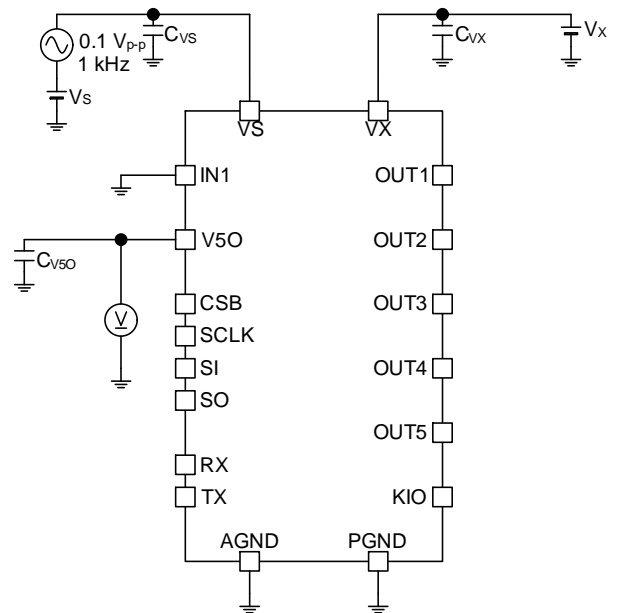 0.1 Vp-p
1 kHz
VS
CVS
CVX
VX
VS
VX
IN1
OUT1
V5O
OUT2
CV5O
CSB
OUT3
SCLK
V
SI
OUT4
SO
OUT5
RX
TX
KIO
AGND
PGND